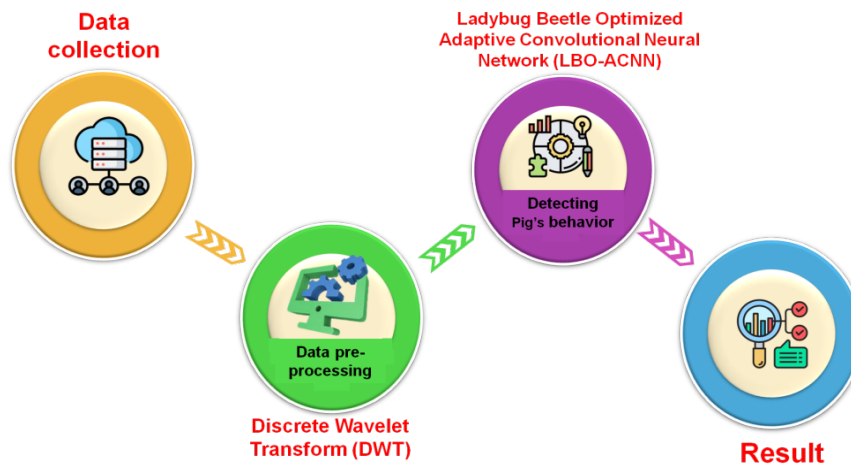 Data
collection
Ladybug Beetle Optimized
Adaptive Convolutional Neural
Network (LBO-ACNN)
Detecting
Pig's behavior
Data pre-
processing
Discrete Wavelet
Transform (DWT)
Result